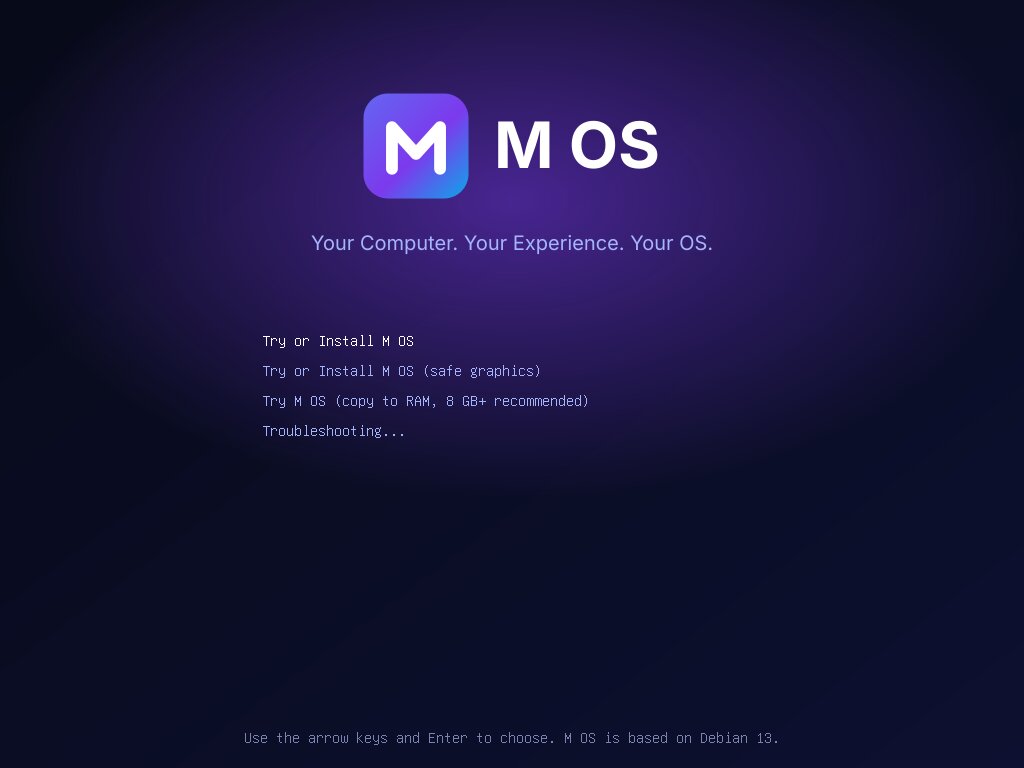 M M OS
Your Computer. Your Experience. Your OS.
Try or Install M OS
Try or Install M OS (safe graphics)
Try M OS (copy to RAM, 8 GB+ recommended)
Troubleshooting...
Use the arrow keys and Enter to choose. M OS is based on Debian 13.